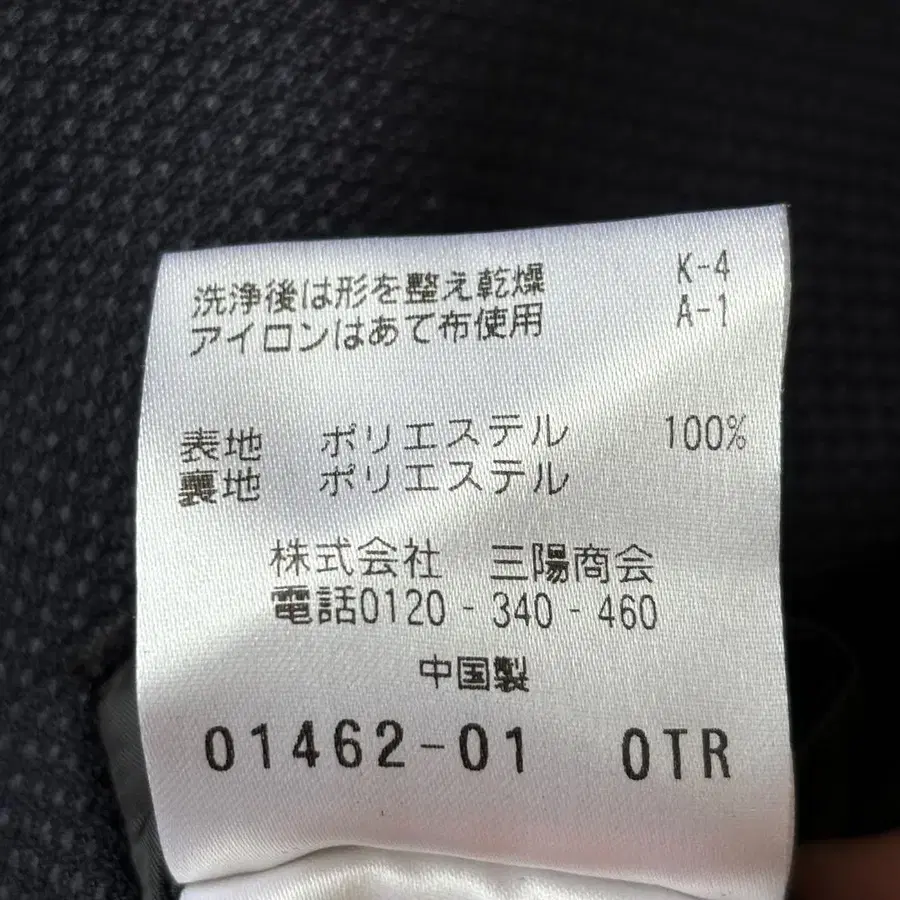 洗浄後は形を整え乾燥 K-4
アイロンはあて布使用 A-1
表地 ポリエステル 100%
裏地 ポリエステル
株式会社 三陽商会
電話0120-340-460
中国製
01462-01 0TR